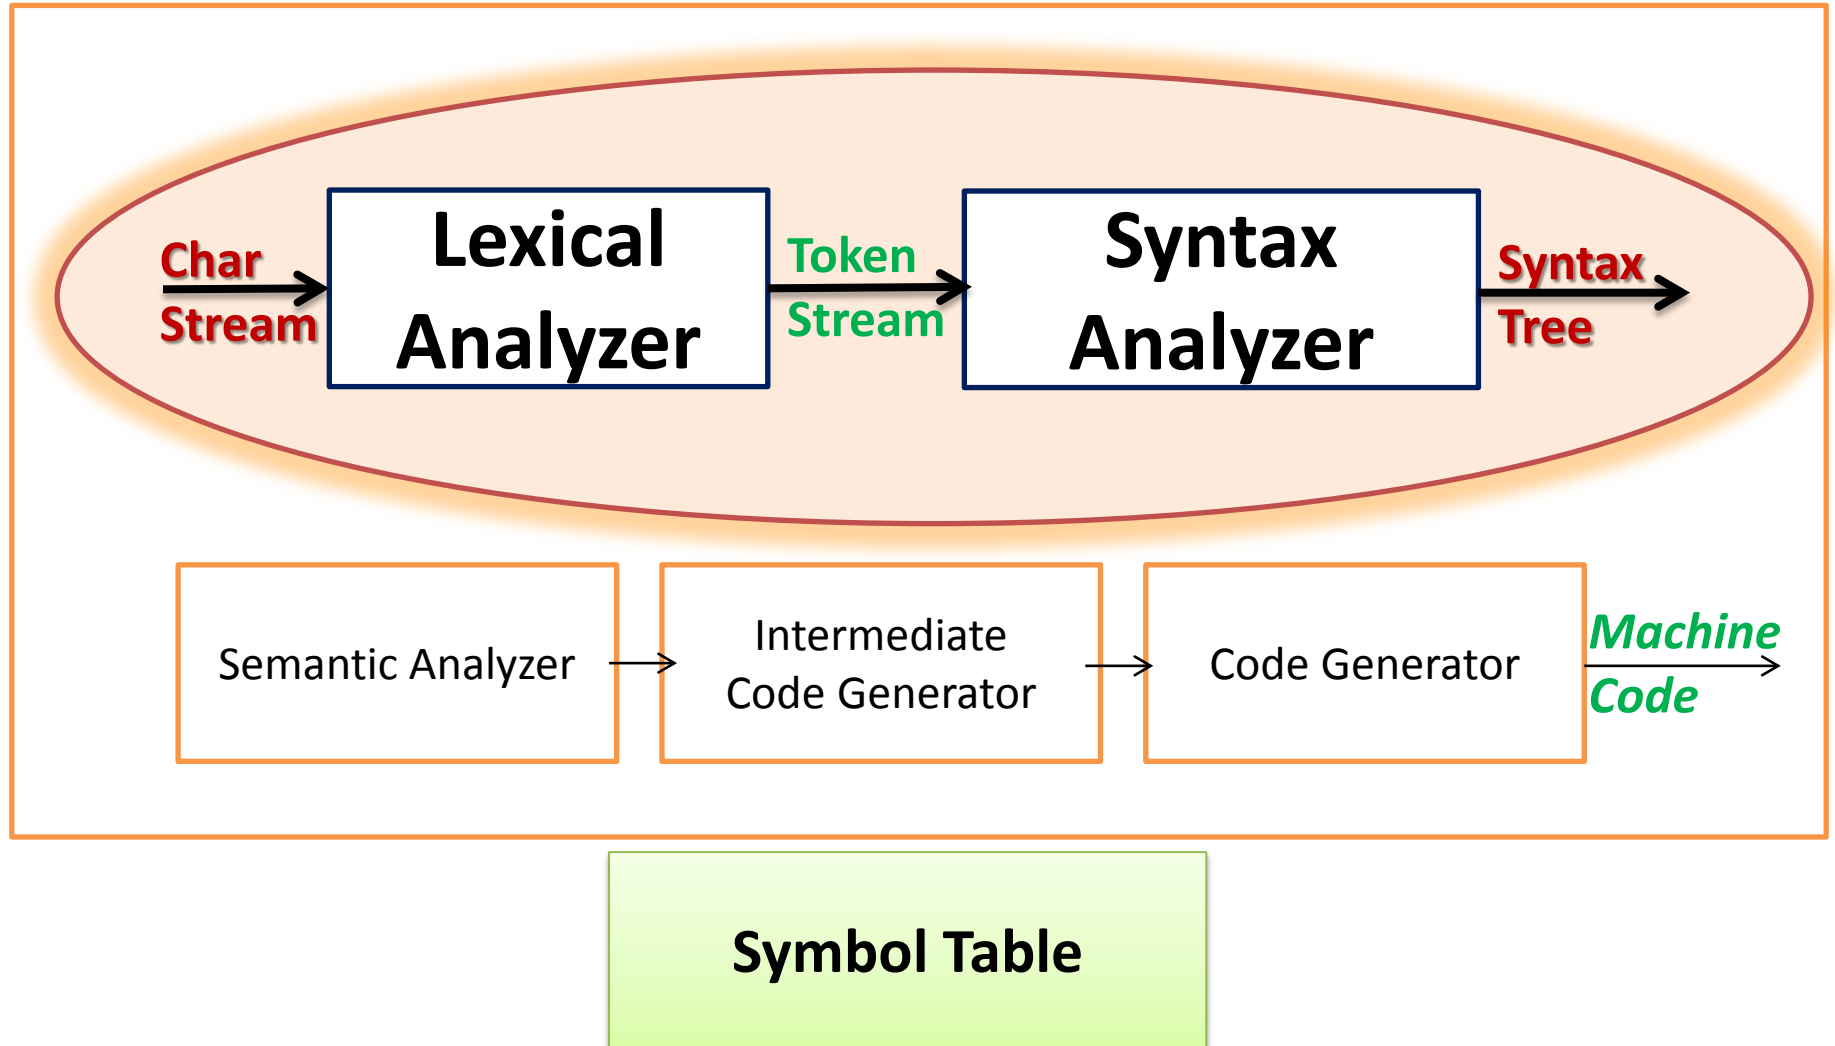 Char
Stream
Lexical
Analyzer
Token
Stream
Syntax
Analyzer
Syntax
Tree
Semantic Analyzer
Intermediate
Code Generator
Code Generator
Machine
Code
Symbol Table